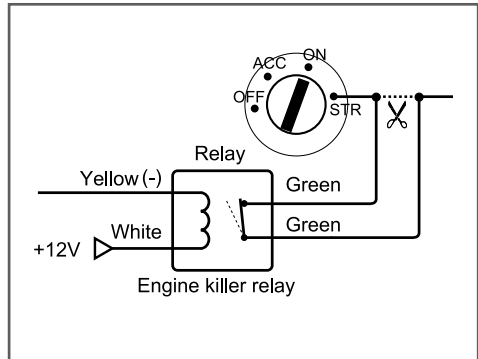 ACC ON
OFF
STR
Relay
Yellow (-)
Green
White
Green
+12V
Engine killer relay